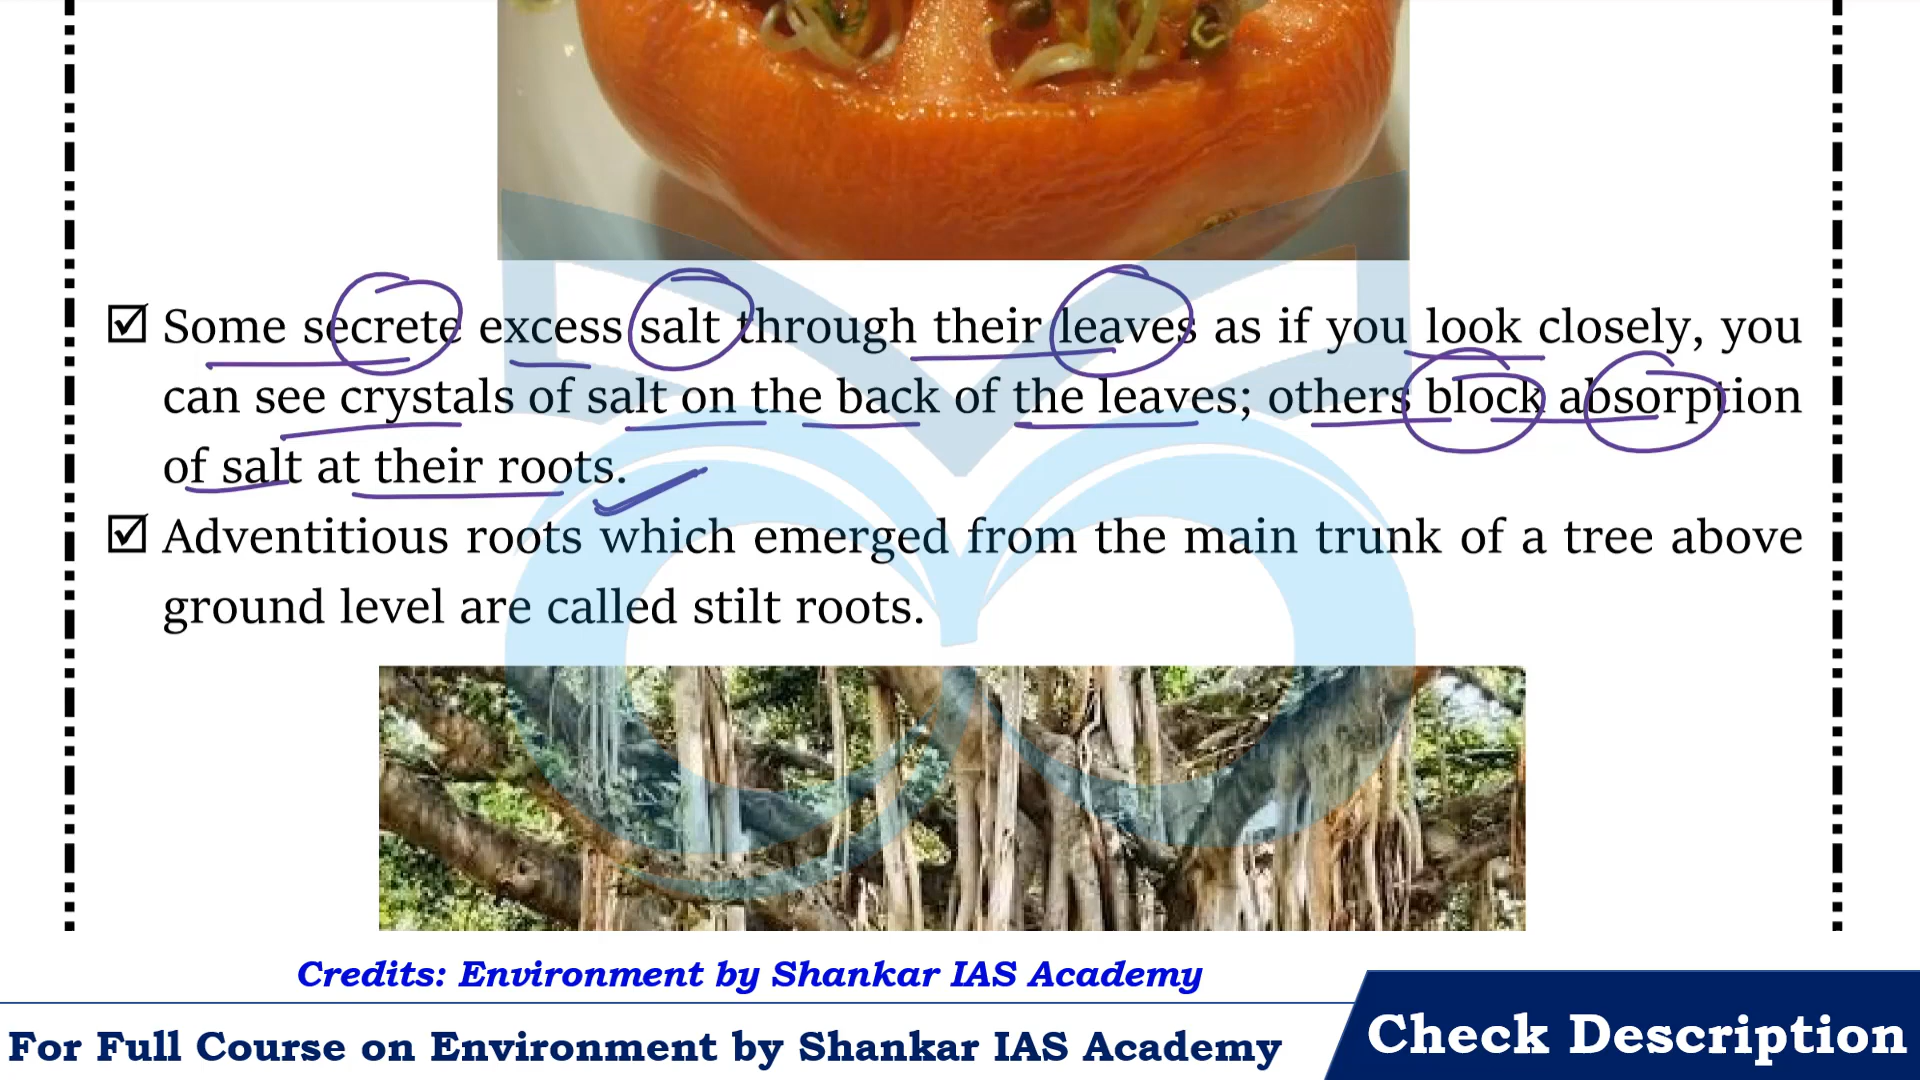 ☑ Some secrete excess salt through their leaves as if you look closely, you
can see crystals of salt on the back of the leaves; others block absorption
of salt at their roots.
☑ Adventitious roots which emerged from the main trunk of a tree above
ground level are called stilt roots.
Credits: Environment by Shankar IAS Academy
For Full Course on Environment by Shankar IAS Academy
Check Description